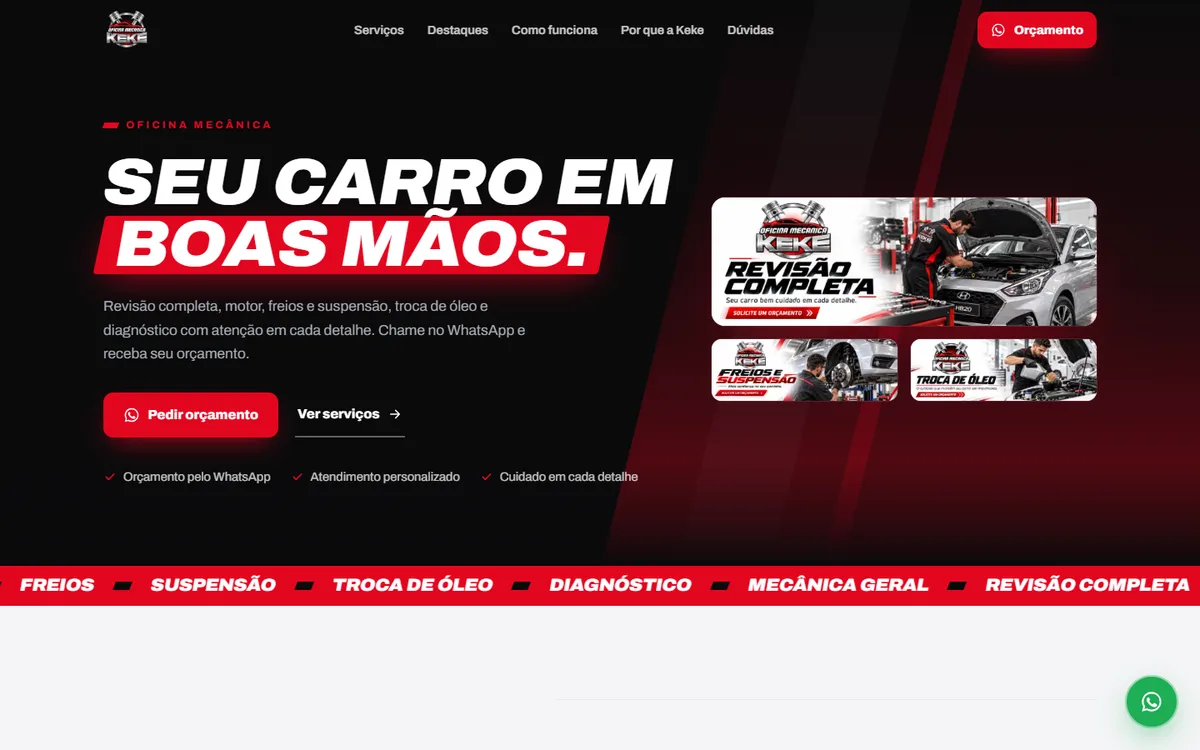 OFICINA MECÂNICA
KEKE
Serviços
Destaques
Como funciona
Por que a Keke
Dúvidas
Orçamento
OFICINA MECÂNICA
SEU CARRO EM
BOAS MÃOS.
Revisão completa, motor, freios e suspensão, troca de óleo e
diagnóstico com atenção em cada detalhe. Chame no WhatsApp e
receba seu orçamento.
Pedir orçamento
Ver serviços
Orçamento pelo WhatsApp
Atendimento personalizado
Cuidado em cada detalhe
OFICINA MECANICA
KEKE
REVISÃO
COMPLETA
Seu carro bem cuidado em cada detalhe.
SOLICITE UM ORÇAMENTO
HB20
KEKE
FREIOS E
SUSPENSÃO
KEKE
TROCA DE ÓLEO
FREIOS
SUSPENSÃO
TROCA DE ÓLEO
DIAGNÓSTICO
MECÂNICA GERAL
REVISÃO COMPLETA